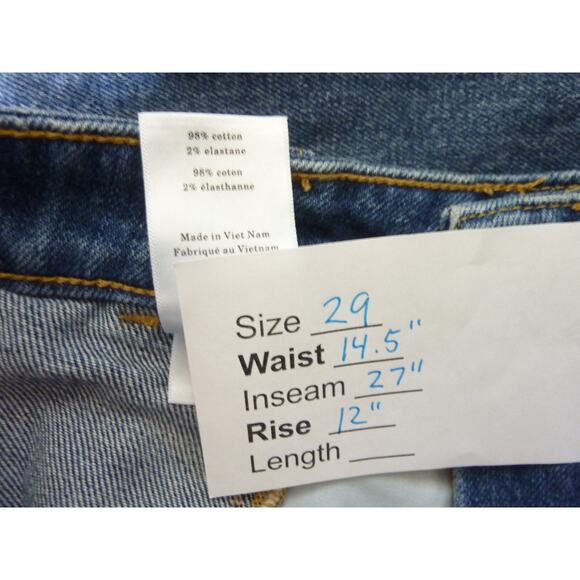 98% cotton
2% elastane
98% coton
2% élasthanne
Made in Viet Nam
Fabriqué au Vietnam
Size 29
Waist 14.5"
Inseam 27"
Rise 12"
Length